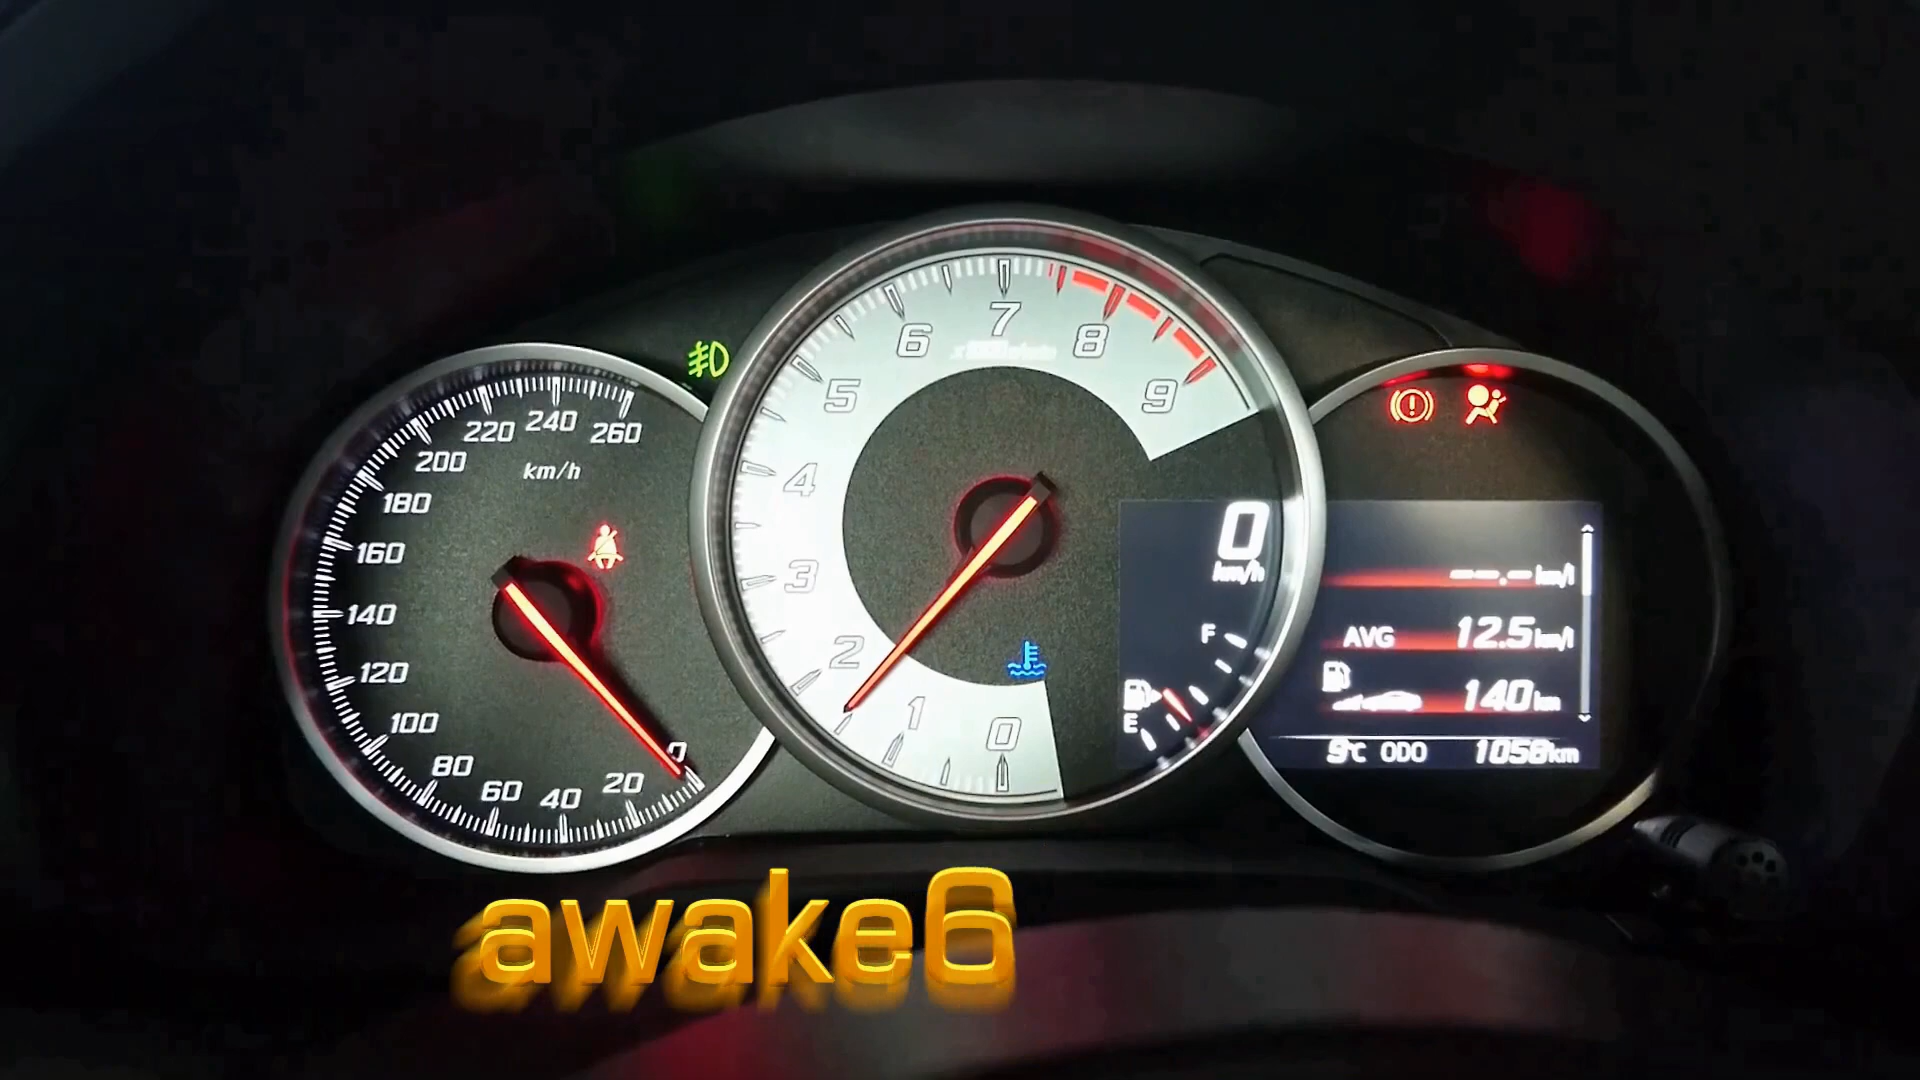 220 240 260
200
180
160
140
120
100
80
60 40 20 0
km/h
0 1 2 3 4 5 6 7 8 9
0
km/h
F
E
--.- km/l
AVG 12.5 km/l
140 km
9°C ODO 1058km
awake6